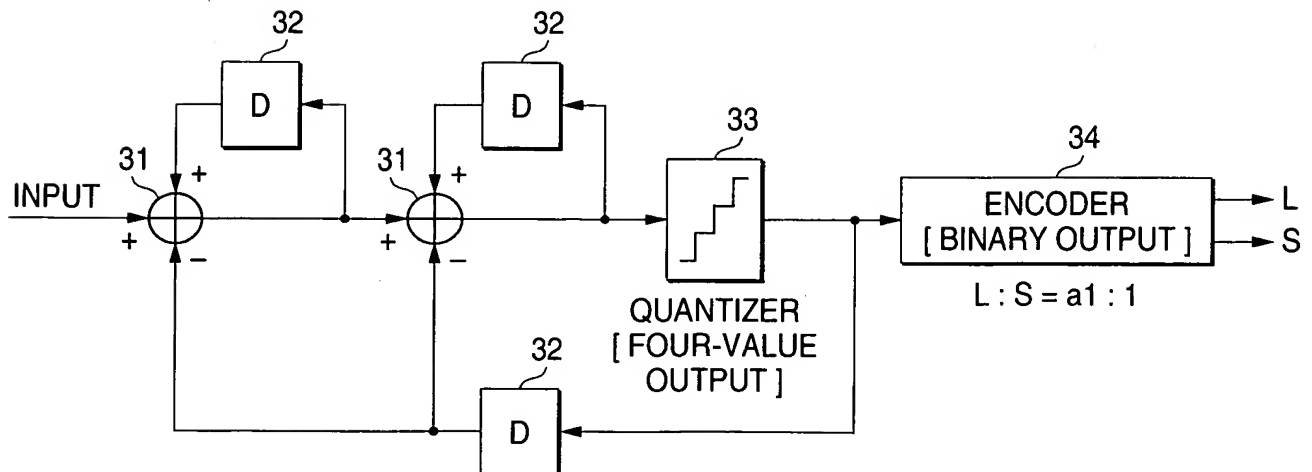 32
32
D
D
33
34
31
31
+
+
INPUT
+
+
−
−
ENCODER
[ BINARY OUTPUT ]
L
S
L : S = a1 : 1
QUANTIZER
[ FOUR-VALUE
OUTPUT ]
32
D